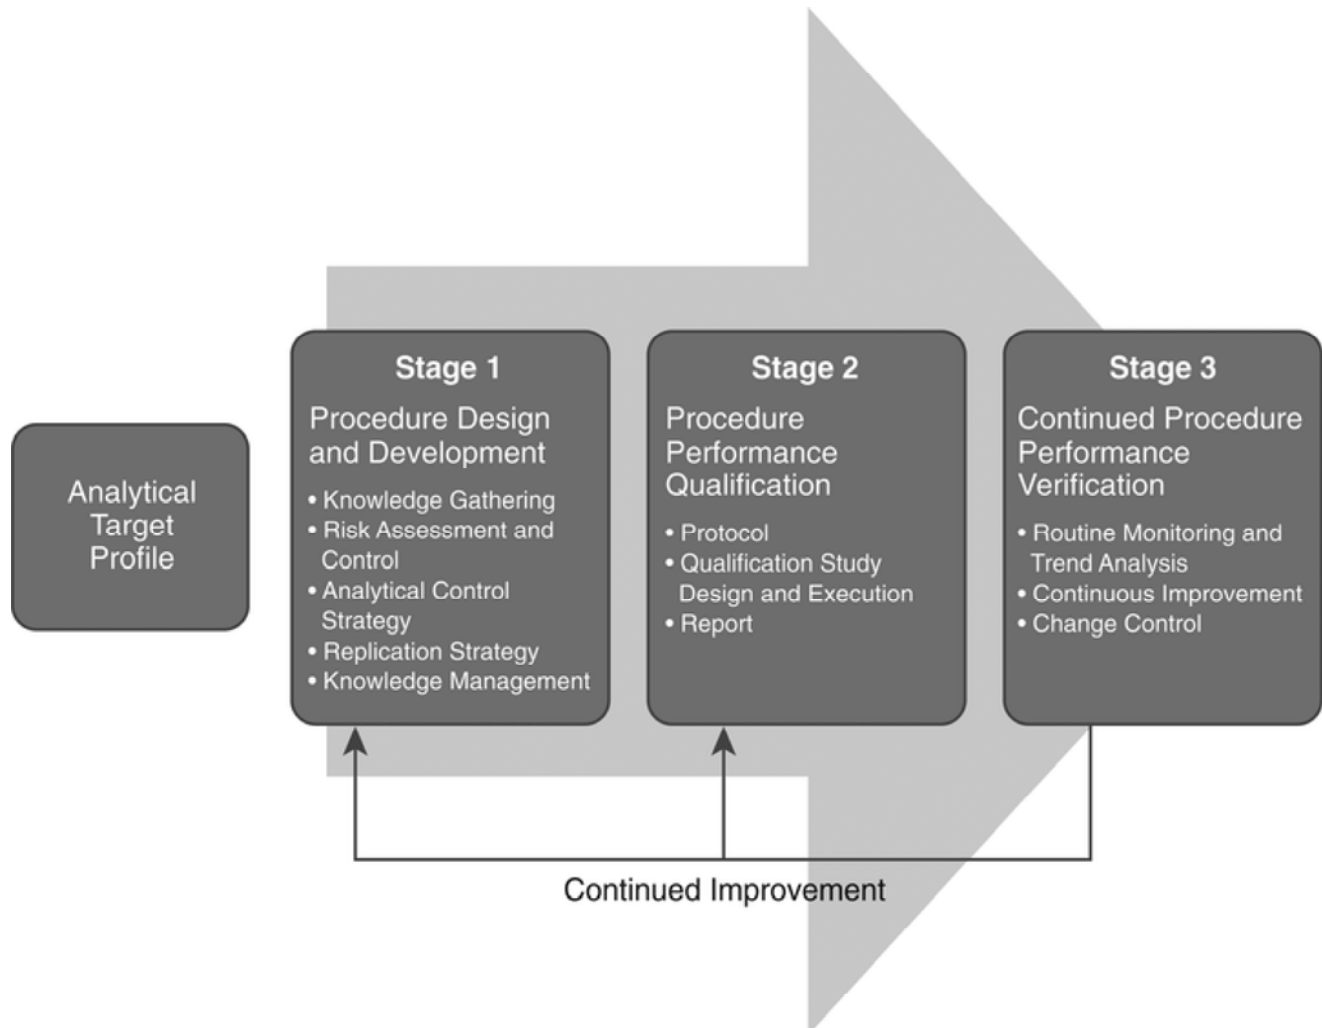 Analytical
Target
Profile
Stage 1
Procedure Design
and Development
• Knowledge Gathering
• Risk Assessment and
Control
• Analytical Control
Strategy
• Replication Strategy
• Knowledge Management
Stage 2
Procedure
Performance
Qualification
• Protocol
• Qualification Study
Design and Execution
• Report
Stage 3
Continued Procedure
Performance
Verification
• Routine Monitoring and
Trend Analysis
• Continuous Improvement
• Change Control
Continued Improvement